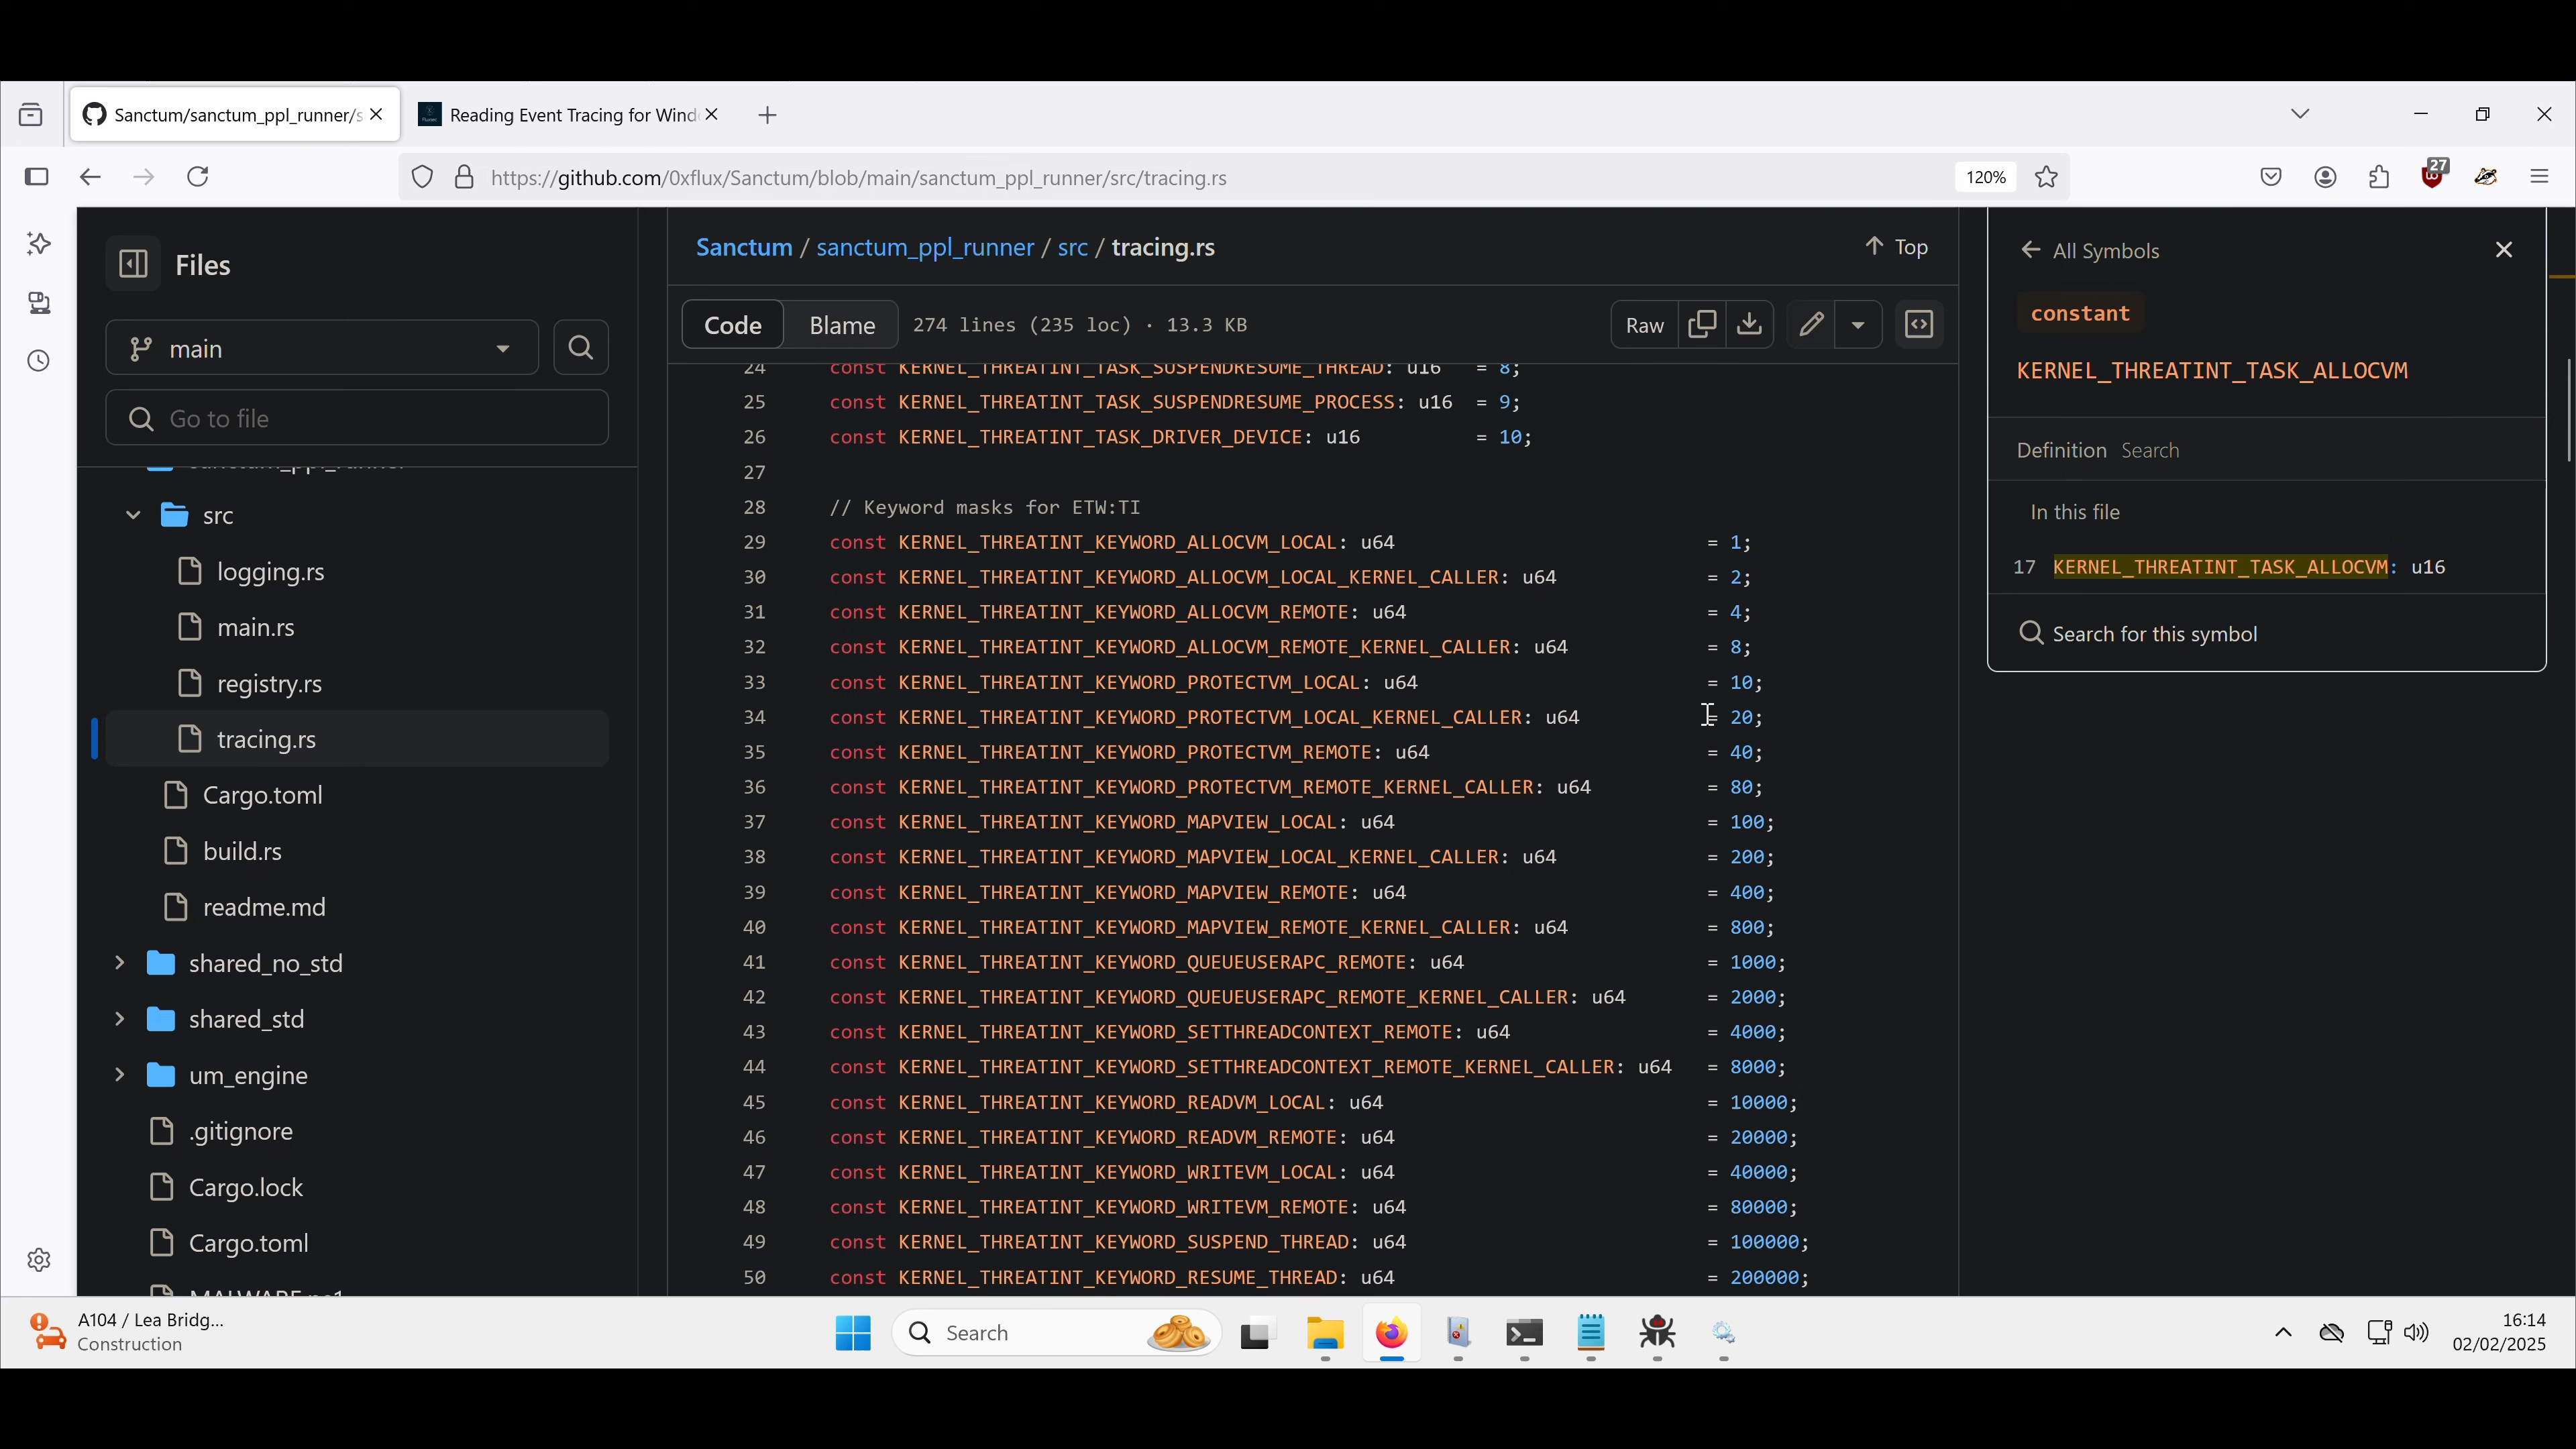 Sanctum/sanctum_ppl_runner/s
Reading Event Tracing for Wind
https://github.com/0xflux/Sanctum/blob/main/sanctum_ppl_runner/src/tracing.rs
120%
27
Files
main
Go to file
sanctum_ppl_runner
src
logging.rs
main.rs
registry.rs
tracing.rs
Cargo.toml
build.rs
readme.md
shared_no_std
shared_std
um_engine
.gitignore
Cargo.lock
Cargo.toml
Sanctum / sanctum_ppl_runner / src / tracing.rs
Top
Code Blame 274 lines (235 loc) · 13.3 KB
Raw
24 const KERNEL_THREATINT_TASK_SUSPENDRESUME_THREAD: u16 = 8;
25 const KERNEL_THREATINT_TASK_SUSPENDRESUME_PROCESS: u16 = 9;
26 const KERNEL_THREATINT_TASK_DRIVER_DEVICE: u16 = 10;
27
28 // Keyword masks for ETW:TI
29 const KERNEL_THREATINT_KEYWORD_ALLOCVM_LOCAL: u64 = 1;
30 const KERNEL_THREATINT_KEYWORD_ALLOCVM_LOCAL_KERNEL_CALLER: u64 = 2;
31 const KERNEL_THREATINT_KEYWORD_ALLOCVM_REMOTE: u64 = 4;
32 const KERNEL_THREATINT_KEYWORD_ALLOCVM_REMOTE_KERNEL_CALLER: u64 = 8;
33 const KERNEL_THREATINT_KEYWORD_PROTECTVM_LOCAL: u64 = 10;
34 const KERNEL_THREATINT_KEYWORD_PROTECTVM_LOCAL_KERNEL_CALLER: u64 = 20;
35 const KERNEL_THREATINT_KEYWORD_PROTECTVM_REMOTE: u64 = 40;
36 const KERNEL_THREATINT_KEYWORD_PROTECTVM_REMOTE_KERNEL_CALLER: u64 = 80;
37 const KERNEL_THREATINT_KEYWORD_MAPVIEW_LOCAL: u64 = 100;
38 const KERNEL_THREATINT_KEYWORD_MAPVIEW_LOCAL_KERNEL_CALLER: u64 = 200;
39 const KERNEL_THREATINT_KEYWORD_MAPVIEW_REMOTE: u64 = 400;
40 const KERNEL_THREATINT_KEYWORD_MAPVIEW_REMOTE_KERNEL_CALLER: u64 = 800;
41 const KERNEL_THREATINT_KEYWORD_QUEUEUSERAPC_REMOTE: u64 = 1000;
42 const KERNEL_THREATINT_KEYWORD_QUEUEUSERAPC_REMOTE_KERNEL_CALLER: u64 = 2000;
43 const KERNEL_THREATINT_KEYWORD_SETTHREADCONTEXT_REMOTE: u64 = 4000;
44 const KERNEL_THREATINT_KEYWORD_SETTHREADCONTEXT_REMOTE_KERNEL_CALLER: u64 = 8000;
45 const KERNEL_THREATINT_KEYWORD_READVM_LOCAL: u64 = 10000;
46 const KERNEL_THREATINT_KEYWORD_READVM_REMOTE: u64 = 20000;
47 const KERNEL_THREATINT_KEYWORD_WRITEVM_LOCAL: u64 = 40000;
48 const KERNEL_THREATINT_KEYWORD_WRITEVM_REMOTE: u64 = 80000;
49 const KERNEL_THREATINT_KEYWORD_SUSPEND_THREAD: u64 = 100000;
50 const KERNEL_THREATINT_KEYWORD_RESUME_THREAD: u64 = 200000;
All Symbols
constant
KERNEL_THREATINT_TASK_ALLOCVM
Definition Search
In this file
17 KERNEL_THREATINT_TASK_ALLOCVM: u16
Search for this symbol
A104 / Lea Bridg...
Construction
Search
16:14
02/02/2025